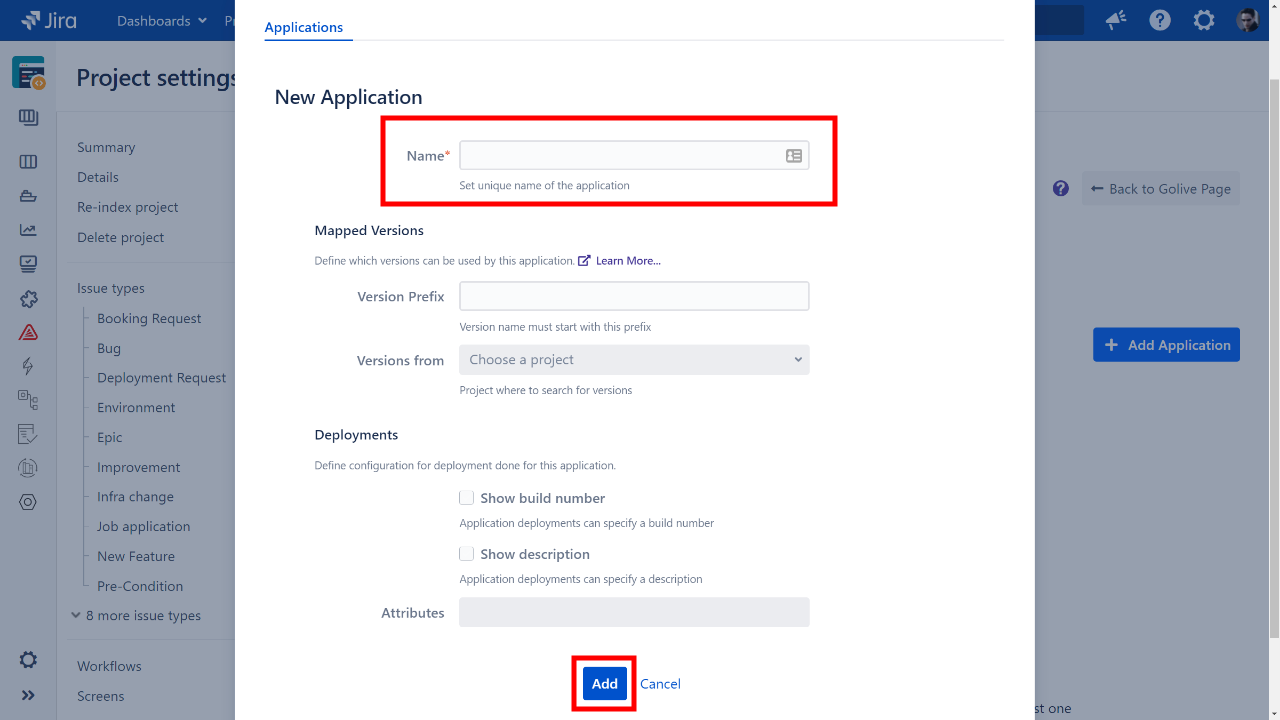 Jira
Dashboards
Applications
Project settings
New Application
Name*
Set unique name of the application
Mapped Versions
Define which versions can be used by this application. Learn More...
Version Prefix
Version name must start with this prefix
Versions from Choose a project
Project where to search for versions
Deployments
Define configuration for deployment done for this application.
Show build number
Application deployments can specify a build number
Show description
Application deployments can specify a description
Attributes
Add Cancel
Summary
Details
Re-index project
Delete project
Issue types
Booking Request
Bug
Deployment Request
Environment
Epic
Improvement
Infra change
Job application
New Feature
Pre-Condition
8 more issue types
Workflows
Screens
Back to Golive Page
Add Application
one